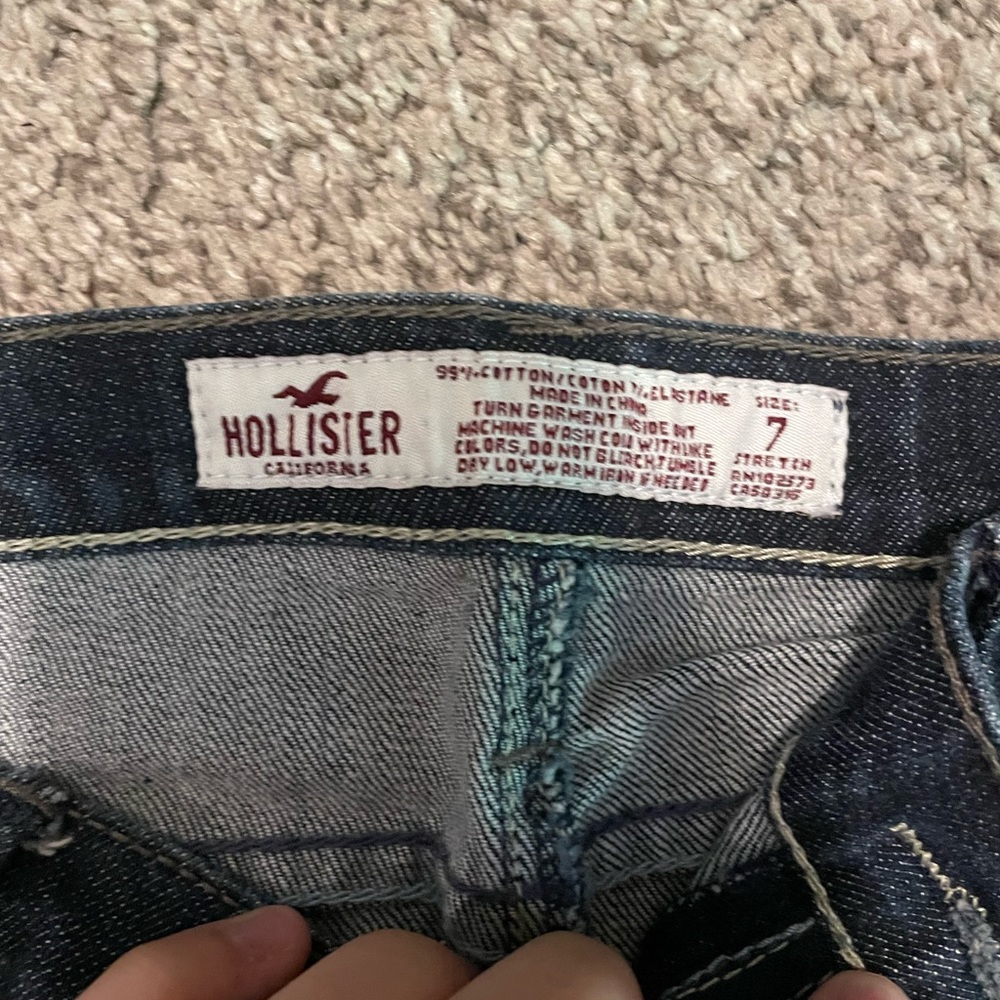 HOLLISTER
CALIFORNIA
99% COTTON/COTON 1% ELASTANE
MADE IN CHINA
TURN GARMENT INSIDE OUT
MACHINE WASH COLD WITH LIKE
COLORS, DO NOT BLEACH, TUMBLE
DRY LOW, WARM IRON IF NEEDED
SIZE:
7
STRETCH
RN102573